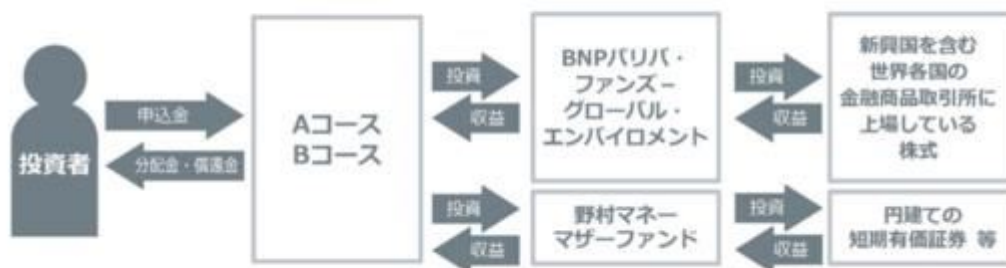 投資者
申込金
分配金・償還金
Aコース
Bコース
投資
収益
BNPパリバ・
ファンズ－
グローバル・
エンバイロメント
投資
収益
新興国を含む
世界各国の
金融商品取引所に
上場している
株式
投資
収益
野村マネー
マザーファンド
投資
収益
円建ての
短期有価証券 等